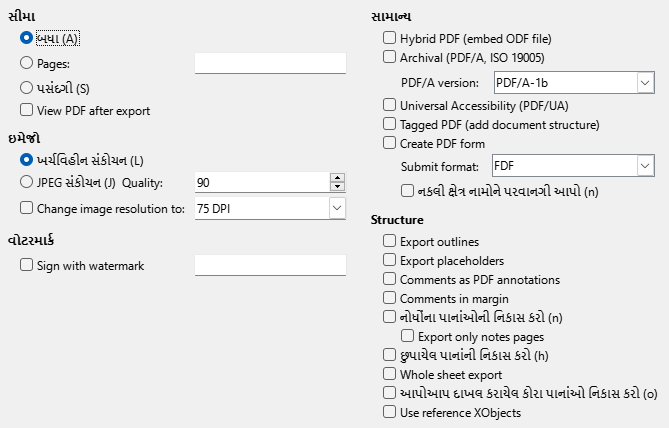 સીમા
બધા (A)
Pages:
પસંદગી (S)
View PDF after export
ઇમેજો
ખર્ચવિહીન સંકોચન (L)
JPEG સંકોચન (J) Quality: 90
Change image resolution to: 75 DPI
વોટરમાર્ક
Sign with watermark
સામાન્ય
Hybrid PDF (embed ODF file)
Archival (PDF/A, ISO 19005)
PDF/A version: PDF/A-1b
Universal Accessibility (PDF/UA)
Tagged PDF (add document structure)
Create PDF form
Submit format: FDF
નકલી ક્ષેત્ર નામોને પરવાનગી આપો (n)
Structure
Export outlines
Export placeholders
Comments as PDF annotations
Comments in margin
નોધોંના પાનાંઓની નિકાસ કરો (n)
Export only notes pages
છુપાયેલ પાનાંની નિકાસ કરો (h)
Whole sheet export
આપોઆપ દાખલ કરાયેલ કોરા પાનાંઓ નિકાસ કરો (o)
Use reference XObjects